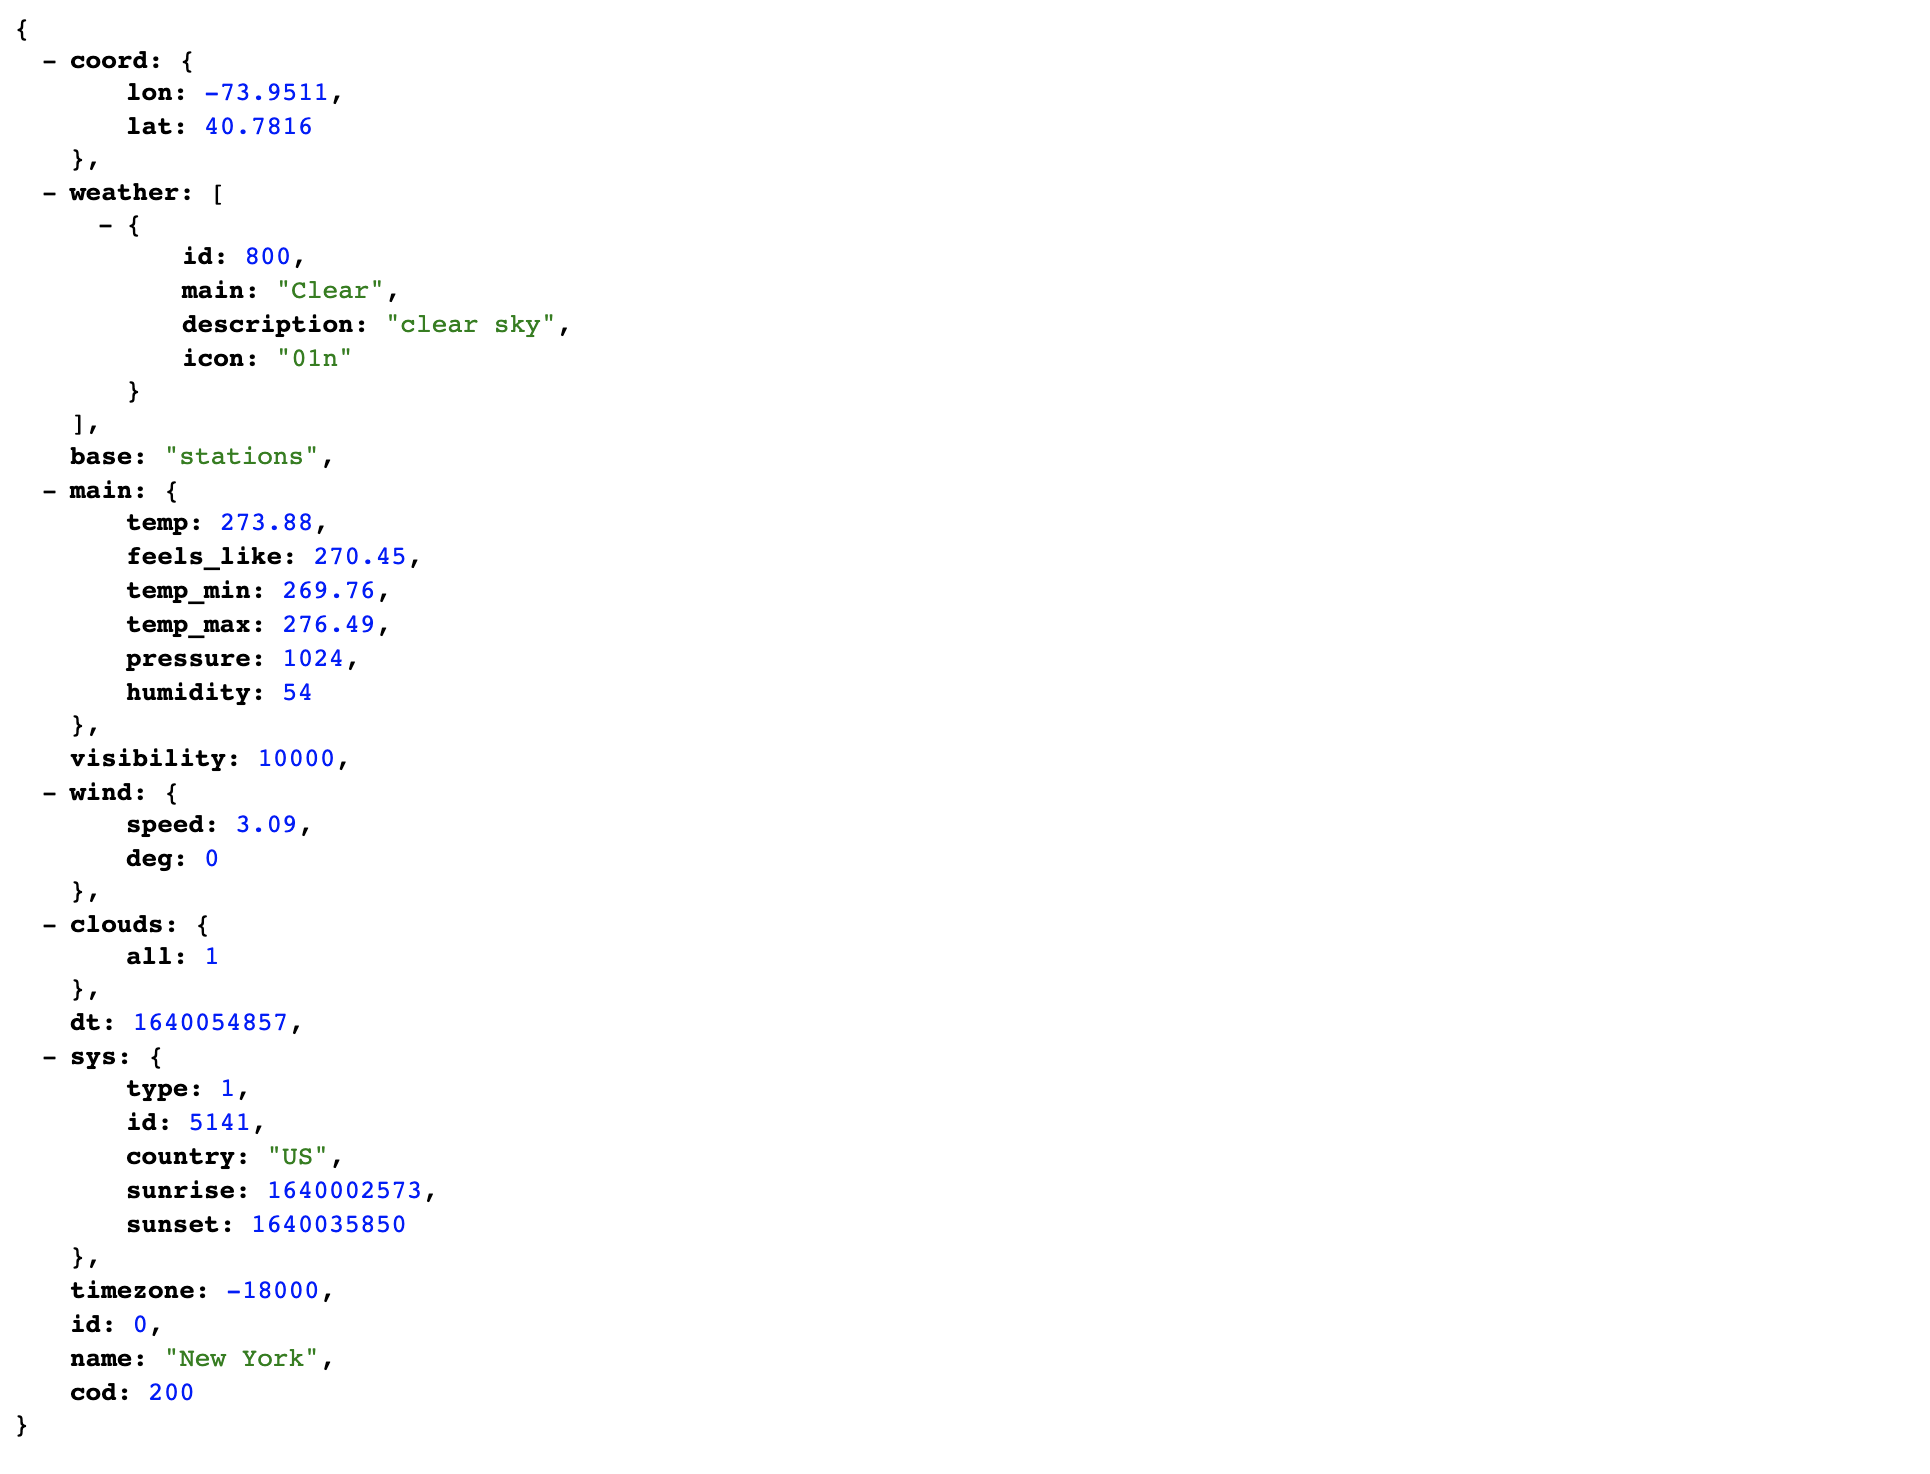 {
- coord: {
lon: -73.9511,
lat: 40.7816
},
- weather: [
- {
id: 800,
main: "Clear",
description: "clear sky",
icon: "01n"
}
],
base: "stations",
- main: {
temp: 273.88,
feels_like: 270.45,
temp_min: 269.76,
temp_max: 276.49,
pressure: 1024,
humidity: 54
},
visibility: 10000,
- wind: {
speed: 3.09,
deg: 0
},
- clouds: {
all: 1
},
dt: 1640054857,
- sys: {
type: 1,
id: 5141,
country: "US",
sunrise: 1640002573,
sunset: 1640035850
},
timezone: -18000,
id: 0,
name: "New York",
cod: 200
}